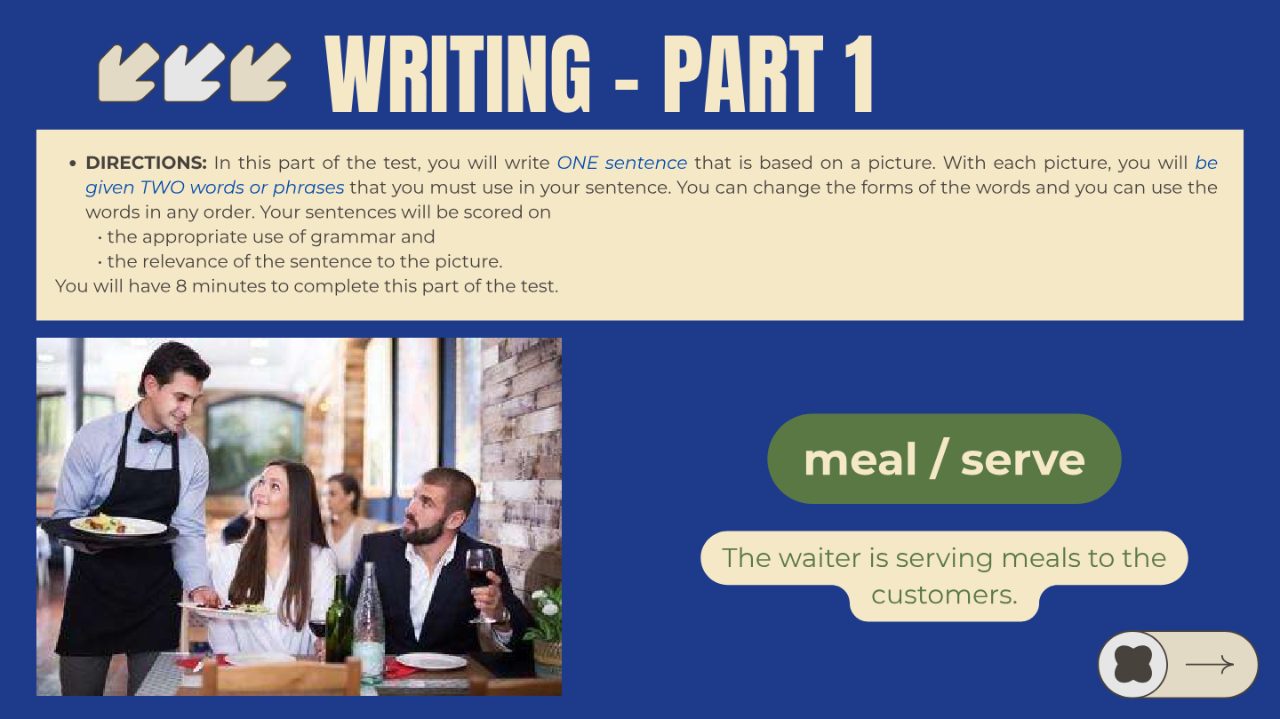 WRITING - PART 1
• DIRECTIONS: In this part of the test, you will write ONE sentence that is based on a picture. With each picture, you will be
given TWO words or phrases that you must use in your sentence. You can change the forms of the words and you can use the
words in any order. Your sentences will be scored on
• the appropriate use of grammar and
• the relevance of the sentence to the picture.
You will have 8 minutes to complete this part of the test.
meal / serve
The waiter is serving meals to the
customers.